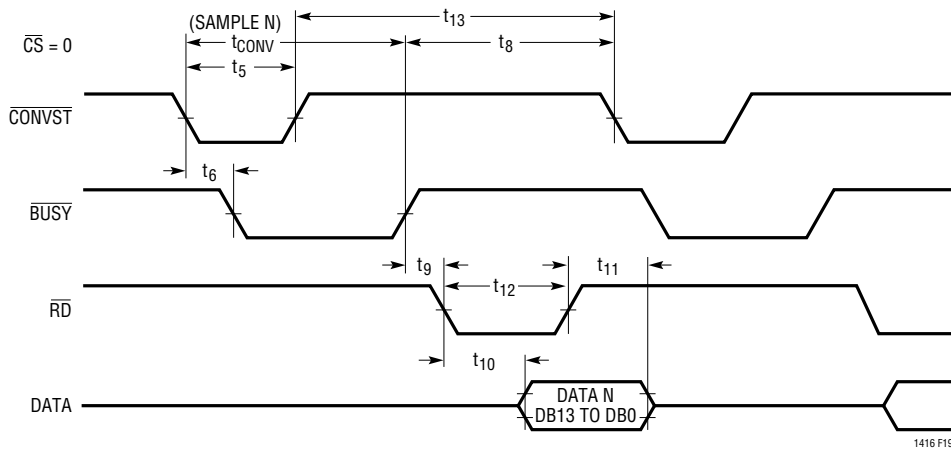 (SAMPLE N)
t13
tCONV
t8
CS = 0
t5
CONVST
t6
BUSY
t9
t11
t12
RD
t10
DATA
DATA N
DB13 TO DB0
1416 F19